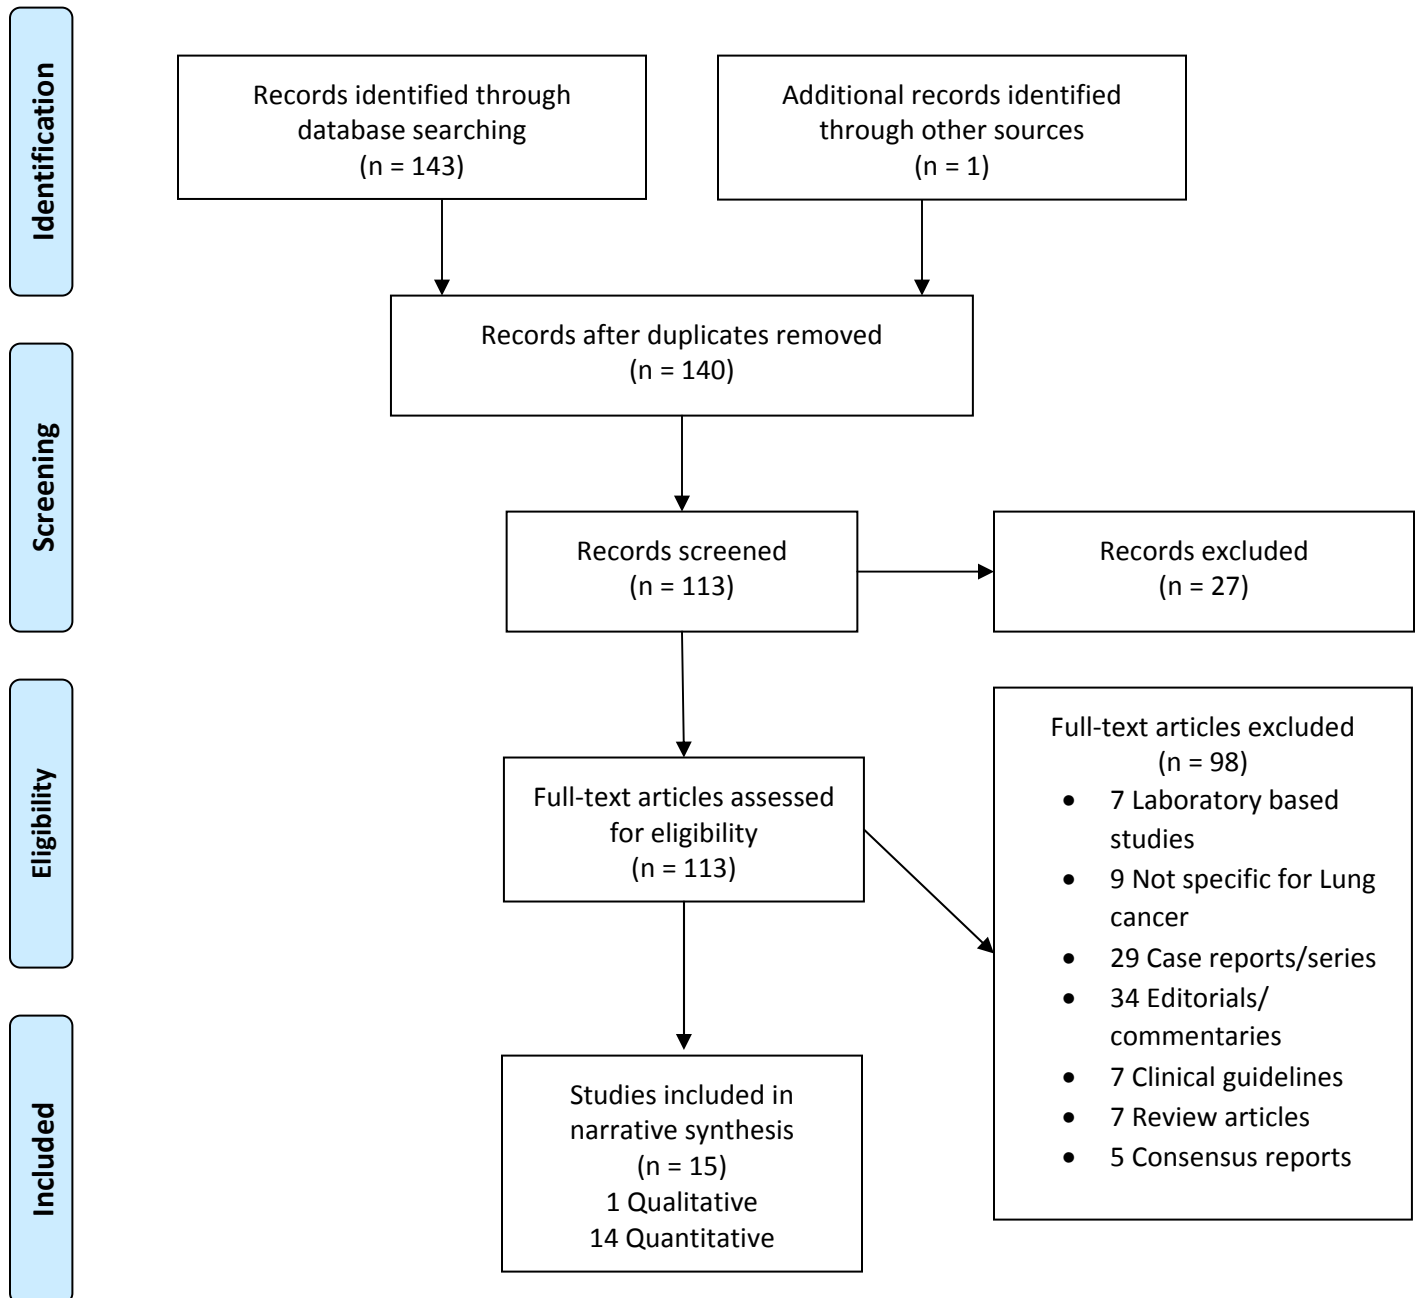 Identification
Records identified through
database searching
(n = 143)
Additional records identified
through other sources
(n = 1)
Records after duplicates removed
(n = 140)
Screening
Records screened
(n = 113)
Records excluded
(n = 27)
Eligibility
Full-text articles assessed
for eligibility
(n = 113)
Full-text articles excluded
(n = 98)
• 7 Laboratory based
studies
• 9 Not specific for Lung
cancer
• 29 Case reports/series
• 34 Editorials/
commentaries
• 7 Clinical guidelines
• 7 Review articles
• 5 Consensus reports
Included
Studies included in
narrative synthesis
(n = 15)
1 Qualitative
14 Quantitative